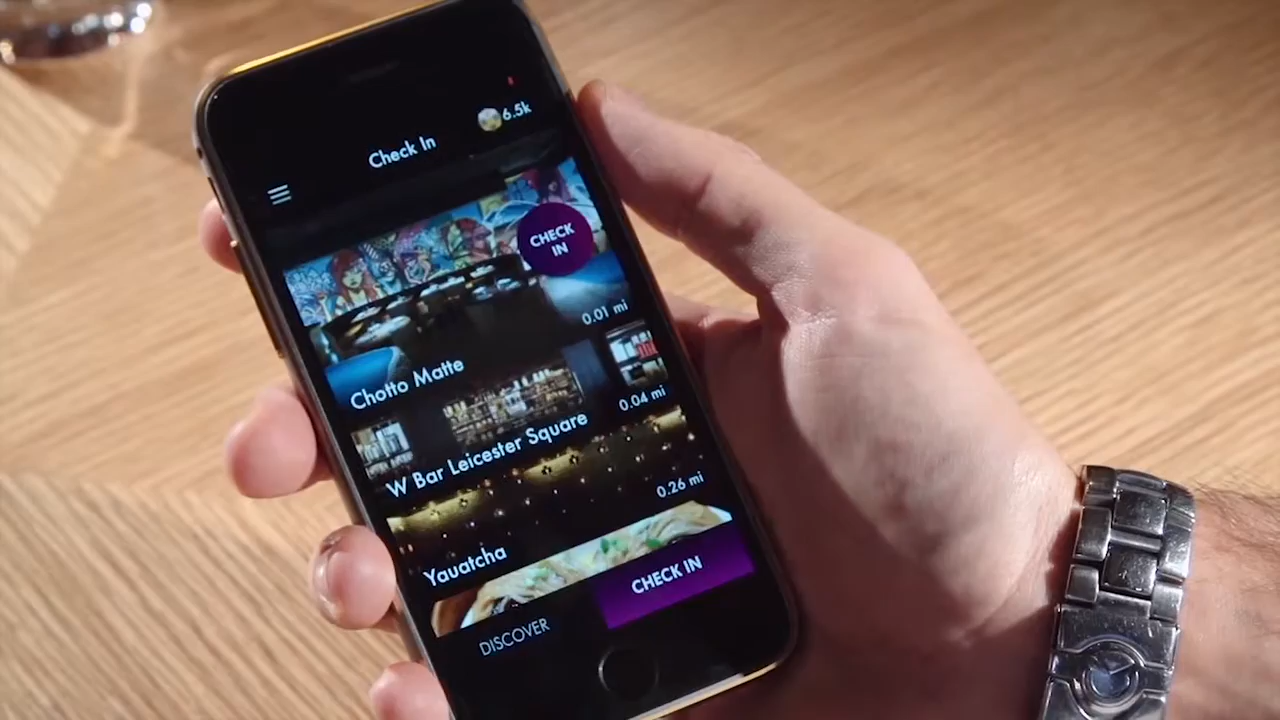 6.5k
Check In
CHECK
IN
0.01 mi
Chotto Matte
0.04 mi
W Bar Leicester Square
0.26 mi
Yauatcha
DISCOVER
CHECK IN